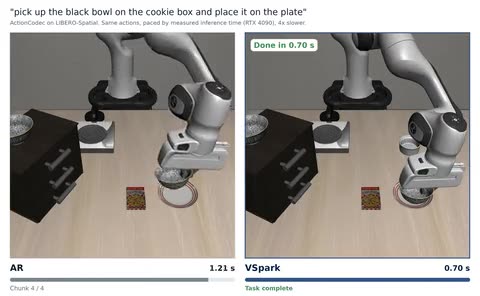 "pick up the black bowl on the cookie box and place it on the plate"
ActionCodec on LIBERO-Spatial. Same actions, paced by measured inference time (RTX 4090); 4x slower.
Done in 0.70 s
AR 1.21 s
Chunk 4 / 4
VSpark 0.70 s
Task complete